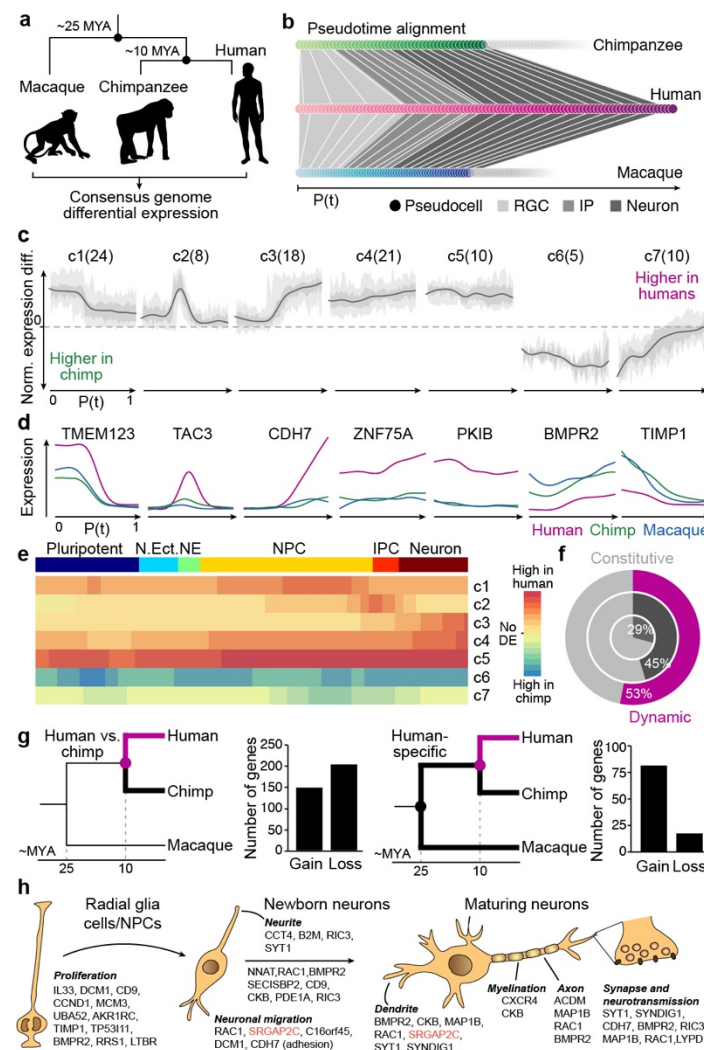 a
~25 MYA
~10 MYA
Human
Macaque
Chimpanzee
Consensus genome
differential expression
b
Pseudotime alignment
Chimpanzee
Human
Macaque
P(t)
Pseudocell
RGC
IP
Neuron
c
c1(24)
c2(8)
c3(18)
c4(21)
c5(10)
c6(5)
c7(10)
Norm. expression diff.
0
Higher in
humans
Higher in
chimp
0
P(t)
1
d
TMEM123
TAC3
CDH7
ZNF75A
PKIB
BMPR2
TIMP1
Expression
0
P(t)
1
Human Chimp Macaque
e
Pluripotent
N.Ect.
NE
NPC
IPC
Neuron
c1
c2
c3
c4
c5
c6
c7
High in
human
No
DE
High in
chimp
f
Constitutive
29%
45%
53%
Dynamic
g
Human vs.
chimp
Human
Chimp
Macaque
~MYA
25
10
Number of genes
250
200
150
100
50
0
Gain Loss
Human-
specific
Human
Chimp
Macaque
~MYA
25
10
Number of genes
100
75
50
25
0
Gain Loss
h
Radial glia
cells/NPCs
Newborn neurons
Maturing neurons
Proliferation
IL33, DCM1, CD9,
CCND1, MCM3,
UBA52, AKR1RC,
TIMP1, TP53I11,
BMPR2, RRS1, LTBR
Neurite
CCT4, B2M, RIC3,
SYT1
NNAT,RAC1,BMPR2
SECISBP2, CD9,
CKB, PDE1A, RIC3
Neuronal migration
RAC1, SRGAP2C, C16orf45,
DCM1, CDH7 (adhesion)
Dendrite
BMPR2, CKB, MAP1B,
RAC1, SRGAP2C,
SYT1, SYNDIG1
Myelination
CXCR4
CKB
Axon
ACDM
MAP1B
RAC1
BMPR2
Synapse and
neurotransmission
SYT1, SYNDIG1,
CDH7, BMPR2, RIC3
MAP1B, RAC1,LYPD